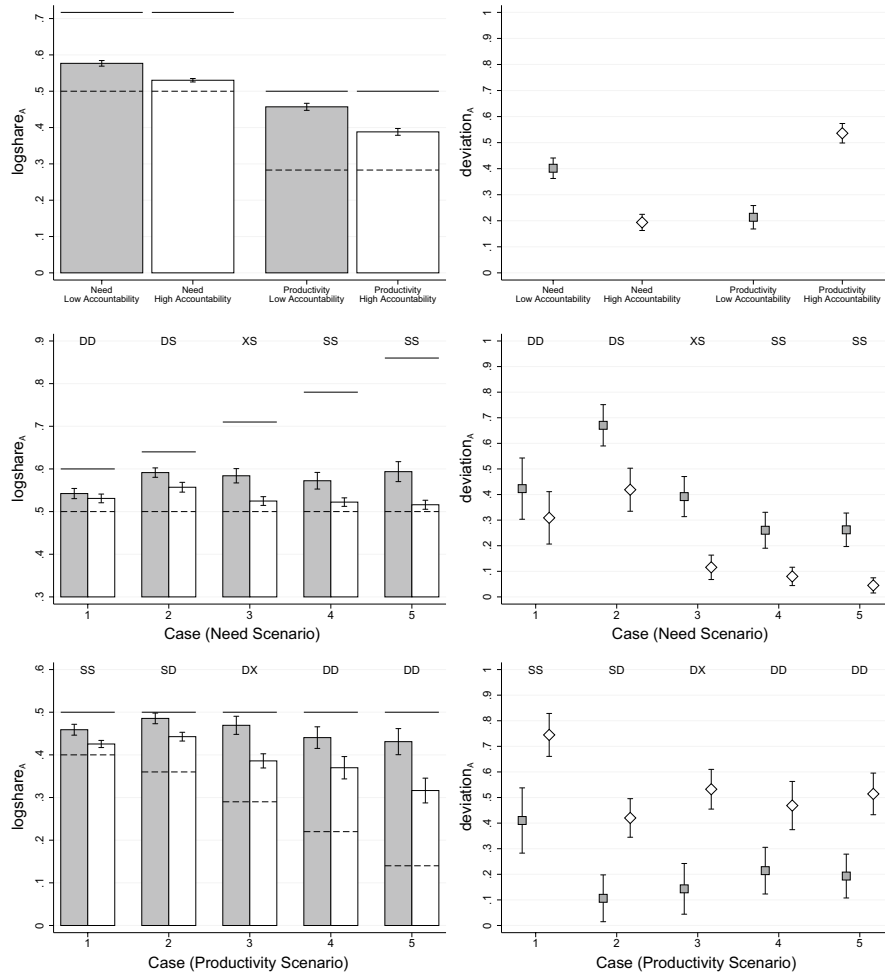 logshare_A
.7
.6
.5
.4
.3
.2
.1
0
Need
Low Accountability
Need
High Accountability
Productivity
Low Accountability
Productivity
High Accountability
deviation_A
1
.9
.8
.7
.6
.5
.4
.3
.2
.1
0
Need
Low Accountability
Need
High Accountability
Productivity
Low Accountability
Productivity
High Accountability
logshare_A
.9
.8
.7
.6
.5
.4
.3
DD DS XS SS SS
1 2 3 4 5
Case (Need Scenario)
deviation_A
1
.9
.8
.7
.6
.5
.4
.3
.2
.1
0
DD DS XS SS SS
1 2 3 4 5
Case (Need Scenario)
logshare_A
.6
.5
.4
.3
.2
.1
0
SS SD DX DD DD
1 2 3 4 5
Case (Productivity Scenario)
deviation_A
1
.9
.8
.7
.6
.5
.4
.3
.2
.1
0
SS SD DX DD DD
1 2 3 4 5
Case (Productivity Scenario)